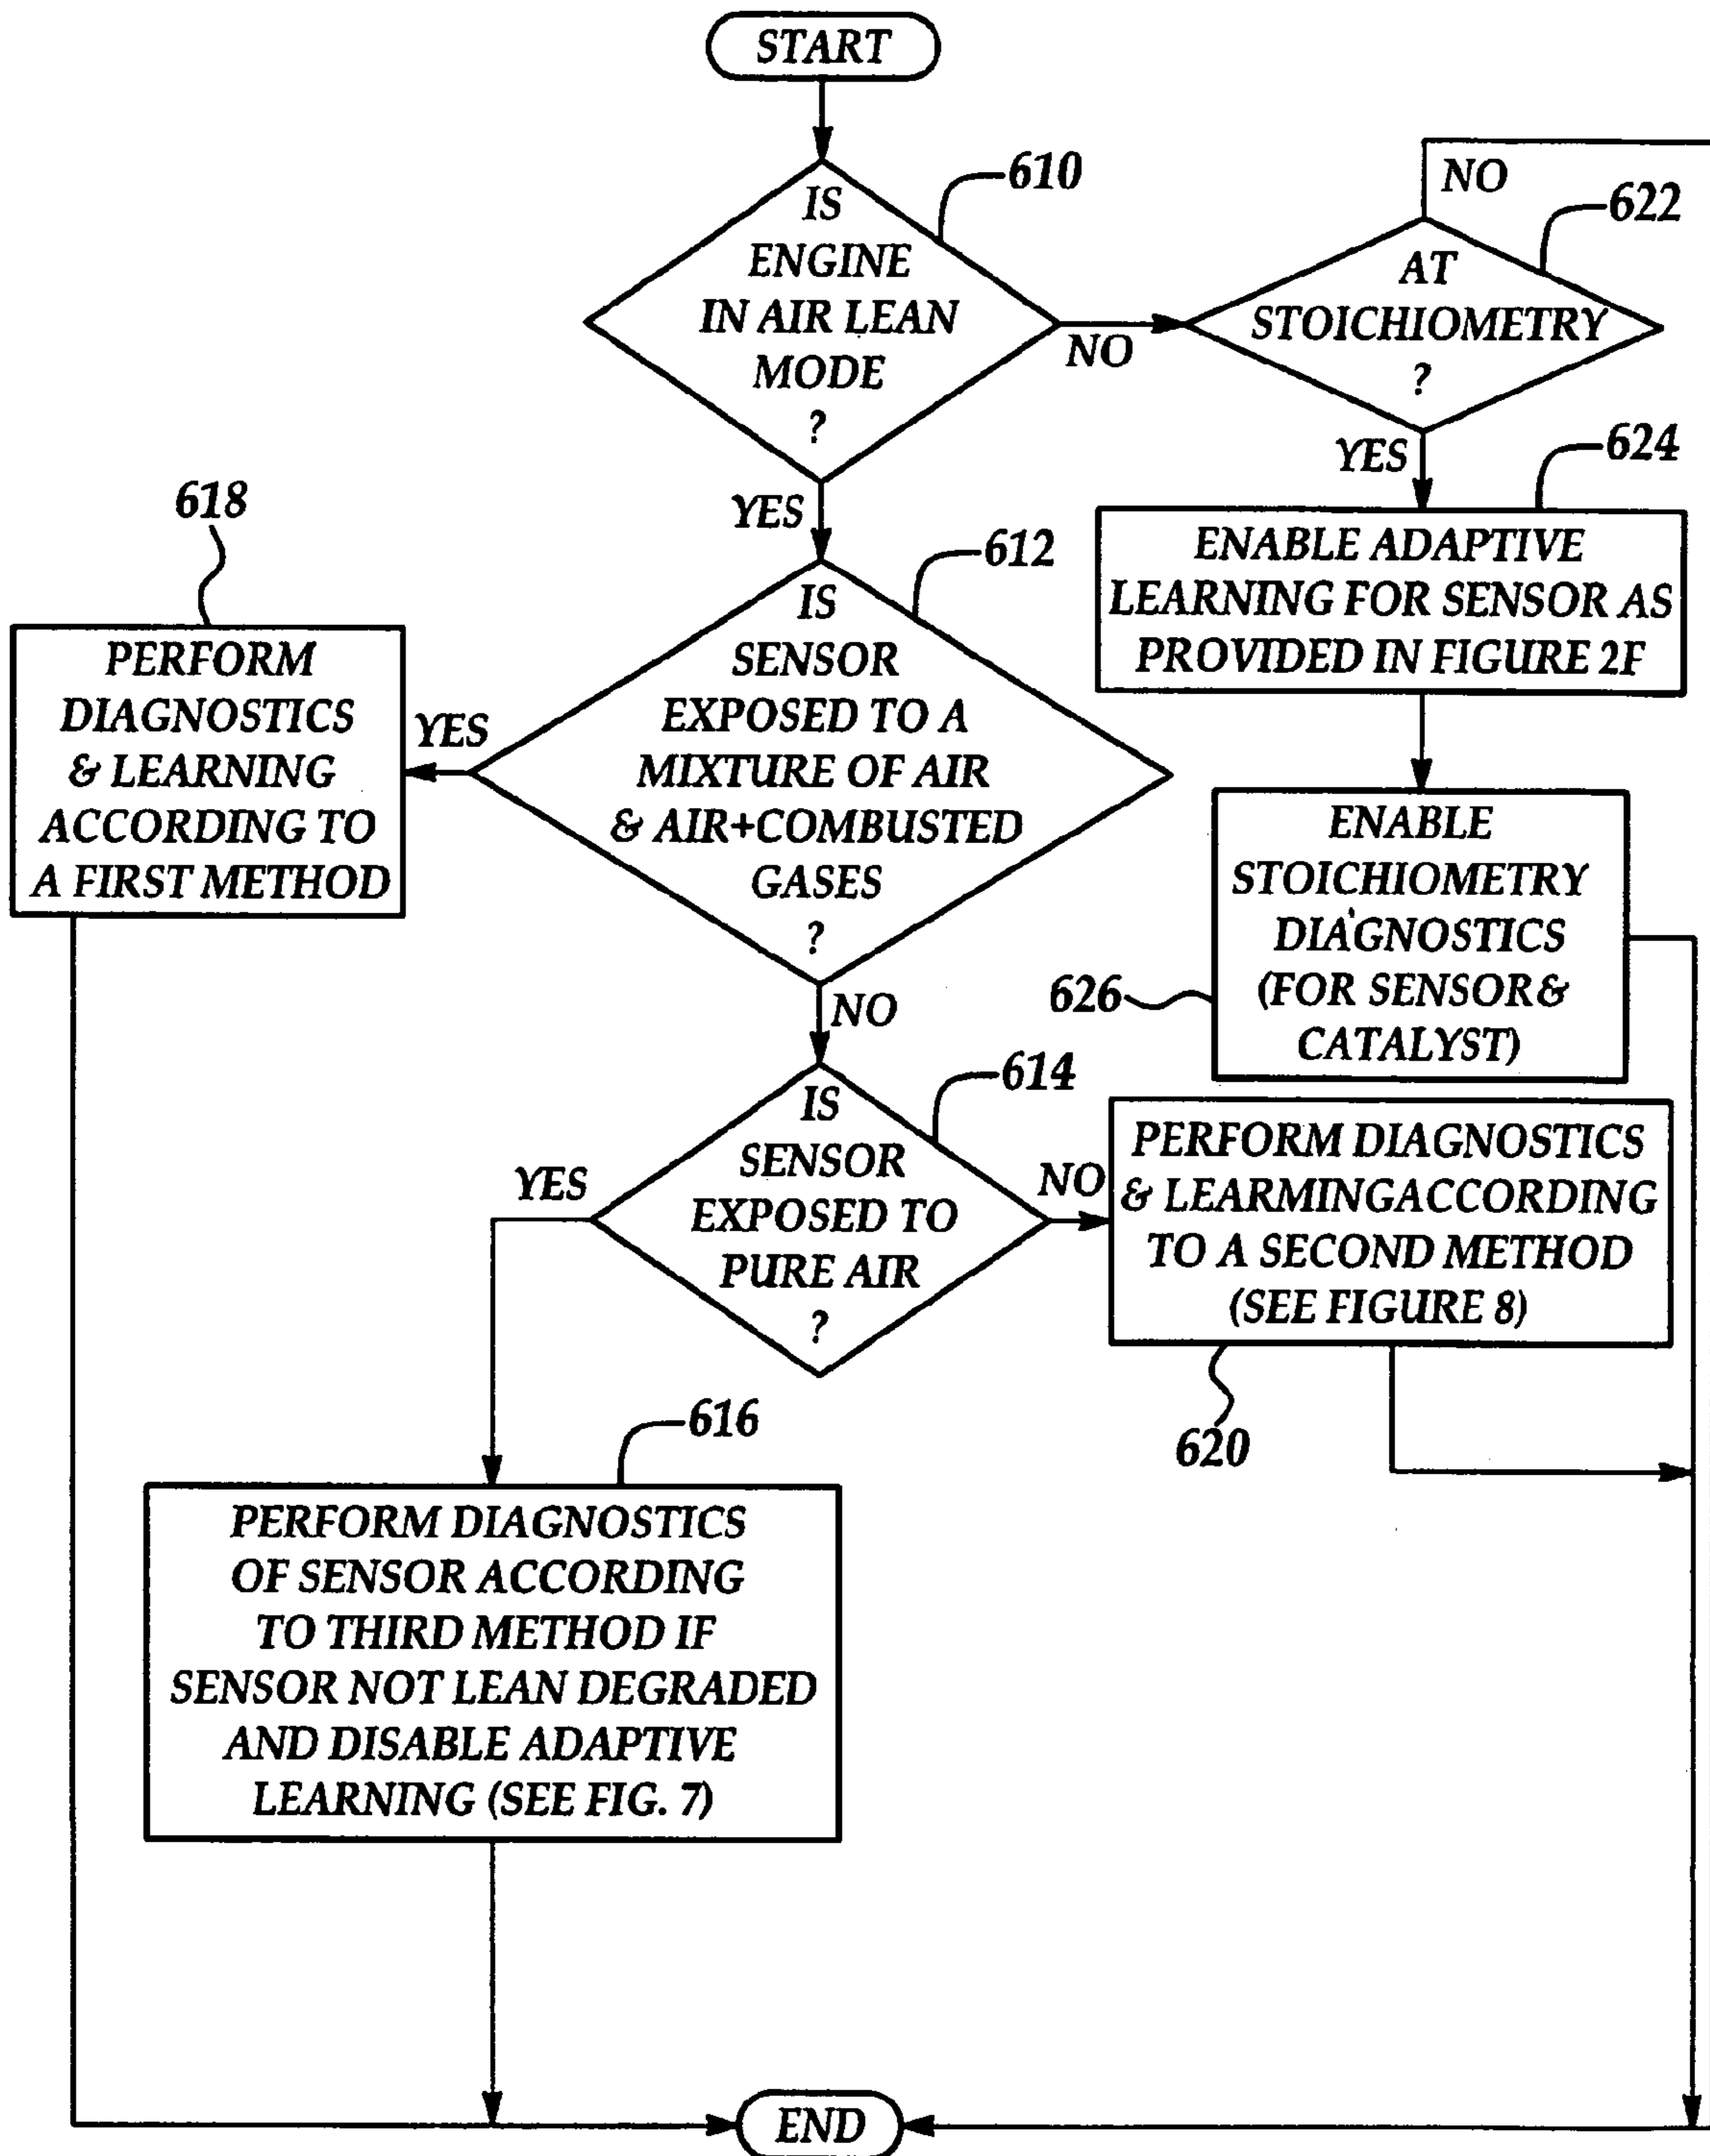 START
610
IS
ENGINE
IN AIR LEAN
MODE
?
NO
NO
622
AT
STOICHIOMETRY
?
YES
624
ENABLE ADAPTIVE
LEARNING FOR SENSOR AS
PROVIDED IN FIGURE 2F
YES
612
IS
SENSOR
EXPOSED TO A
MIXTURE OF AIR
& AIR+COMBUSTED
GASES
?
YES
618
PERFORM
DIAGNOSTICS
& LEARNING
ACCORDING TO
A FIRST METHOD
ENABLE
STOICHIOMETRY
DIAGNOSTICS
(FOR SENSOR&
CATALYST)
626
NO
614
IS
SENSOR
EXPOSED TO
PURE AIR
?
YES
NO
PERFORM DIAGNOSTICS
& LEARMINGACCORDING
TO A SECOND METHOD
(SEE FIGURE 8)
620
616
PERFORM DIAGNOSTICS
OF SENSOR ACCORDING
TO THIRD METHOD IF
SENSOR NOT LEAN DEGRADED
AND DISABLE ADAPTIVE
LEARNING (SEE FIG. 7)
END